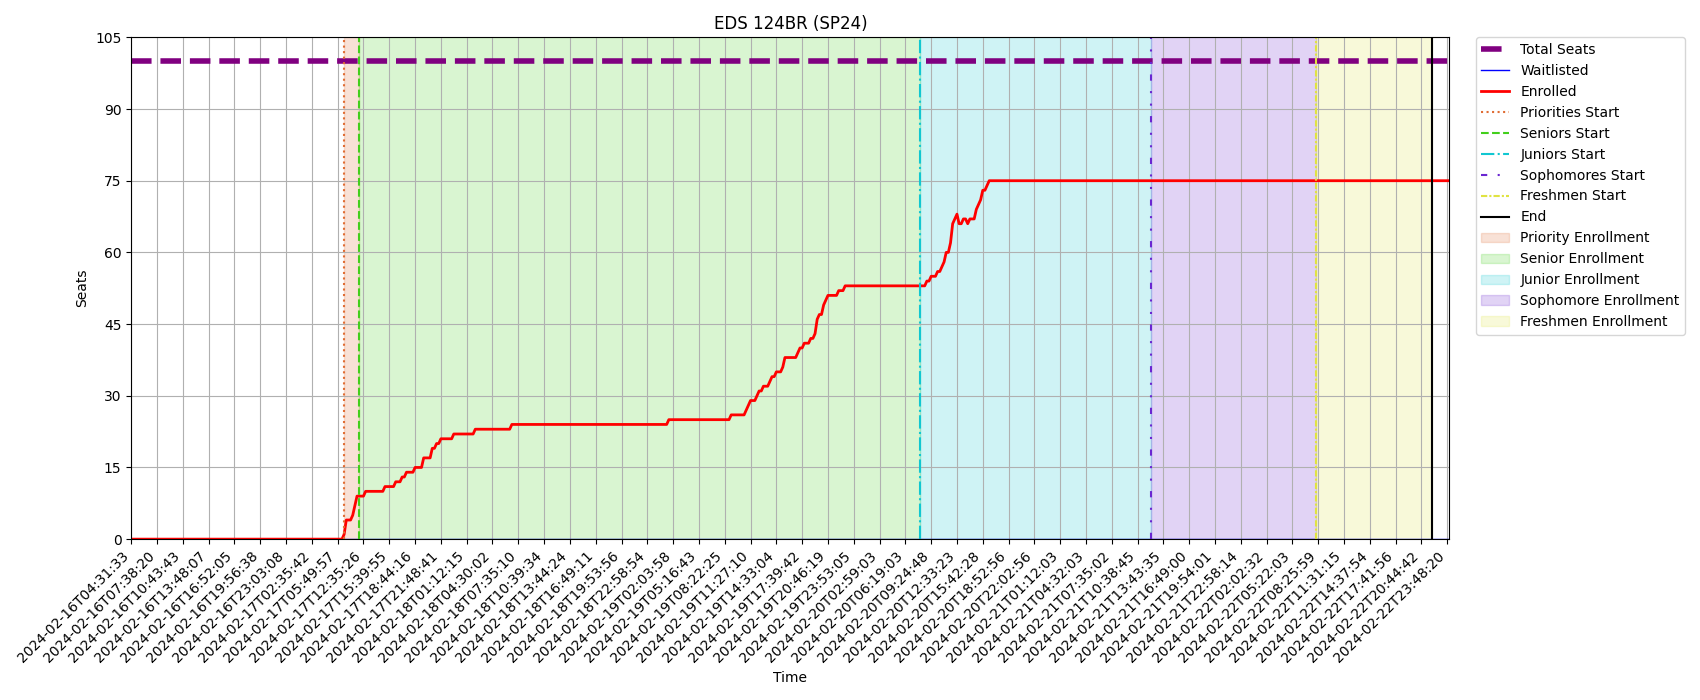 EDS 124BR (SP24)
105
90
75
60
45
30
15
0
Seats
2024-02-16T04:31:33
2024-02-16T07:38:20
2024-02-16T10:43:43
2024-02-16T13:48:07
2024-02-16T16:52:05
2024-02-16T19:56:38
2024-02-16T23:03:08
2024-02-17T02:35:42
2024-02-17T05:49:57
2024-02-17T12:35:26
2024-02-17T15:39:55
2024-02-17T18:44:16
2024-02-17T21:48:41
2024-02-18T01:12:15
2024-02-18T04:30:02
2024-02-18T07:35:10
2024-02-18T10:39:34
2024-02-18T13:44:24
2024-02-18T16:49:11
2024-02-18T19:53:56
2024-02-18T22:58:54
2024-02-19T02:03:58
2024-02-19T05:16:43
2024-02-19T08:22:25
2024-02-19T11:27:10
2024-02-19T14:33:04
2024-02-19T17:39:42
2024-02-19T20:46:19
2024-02-19T23:53:05
2024-02-20T02:59:03
2024-02-20T06:19:03
2024-02-20T09:24:48
2024-02-20T12:33:23
2024-02-20T15:42:28
2024-02-20T18:52:56
2024-02-20T22:02:56
2024-02-21T01:12:03
2024-02-21T04:32:03
2024-02-21T07:35:02
2024-02-21T10:38:45
2024-02-21T13:43:35
2024-02-21T16:49:00
2024-02-21T19:54:01
2024-02-21T22:58:14
2024-02-22T02:02:32
2024-02-22T05:22:03
2024-02-22T08:25:59
2024-02-22T11:31:15
2024-02-22T14:37:54
2024-02-22T17:41:56
2024-02-22T20:44:42
2024-02-22T23:48:20
Time
Total Seats
Waitlisted
Enrolled
Priorities Start
Seniors Start
Juniors Start
Sophomores Start
Freshmen Start
End
Priority Enrollment
Senior Enrollment
Junior Enrollment
Sophomore Enrollment
Freshmen Enrollment